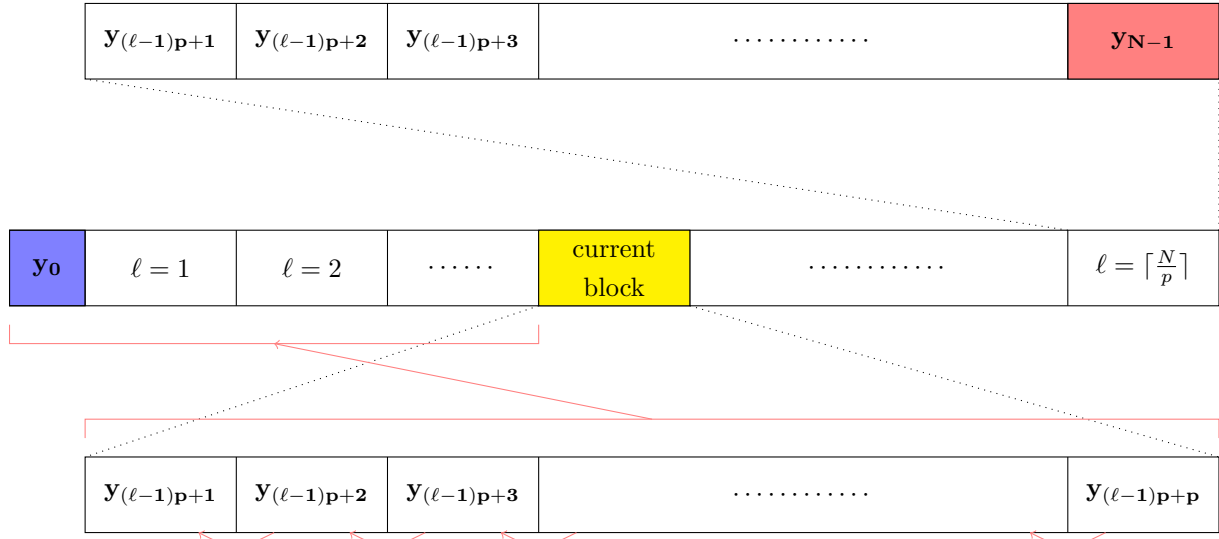 y₍ℓ₋₁₎ₚ₊₁ y₍ℓ₋₁₎ₚ₊₂ y₍ℓ₋₁₎ₚ₊₃ ············ y_{N−1}
y₀ ℓ = 1 ℓ = 2 ······ current block ············ ℓ = ⌈N/p⌉
y₍ℓ₋₁₎ₚ₊₁ y₍ℓ₋₁₎ₚ₊₂ y₍ℓ₋₁₎ₚ₊₃ ············ y₍ℓ₋₁₎ₚ₊ₚ